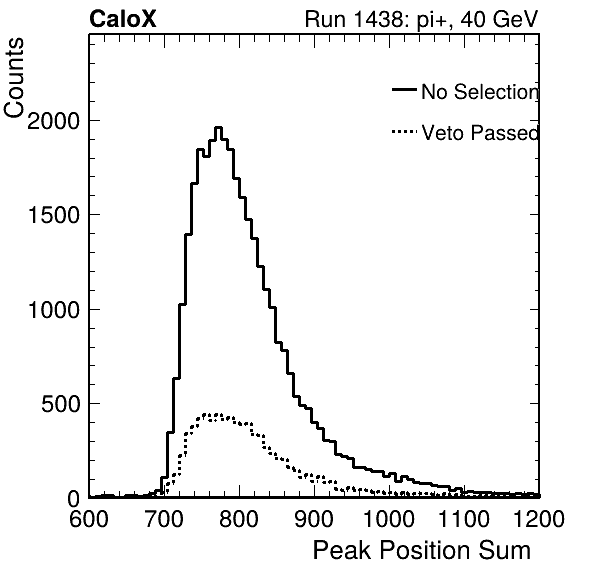 CaloX Run 1438: pi+, 40 GeV
Counts
No Selection
Veto Passed
2000
1500
1000
500
0
600 700 800 900 1000 1100 1200
Peak Position Sum